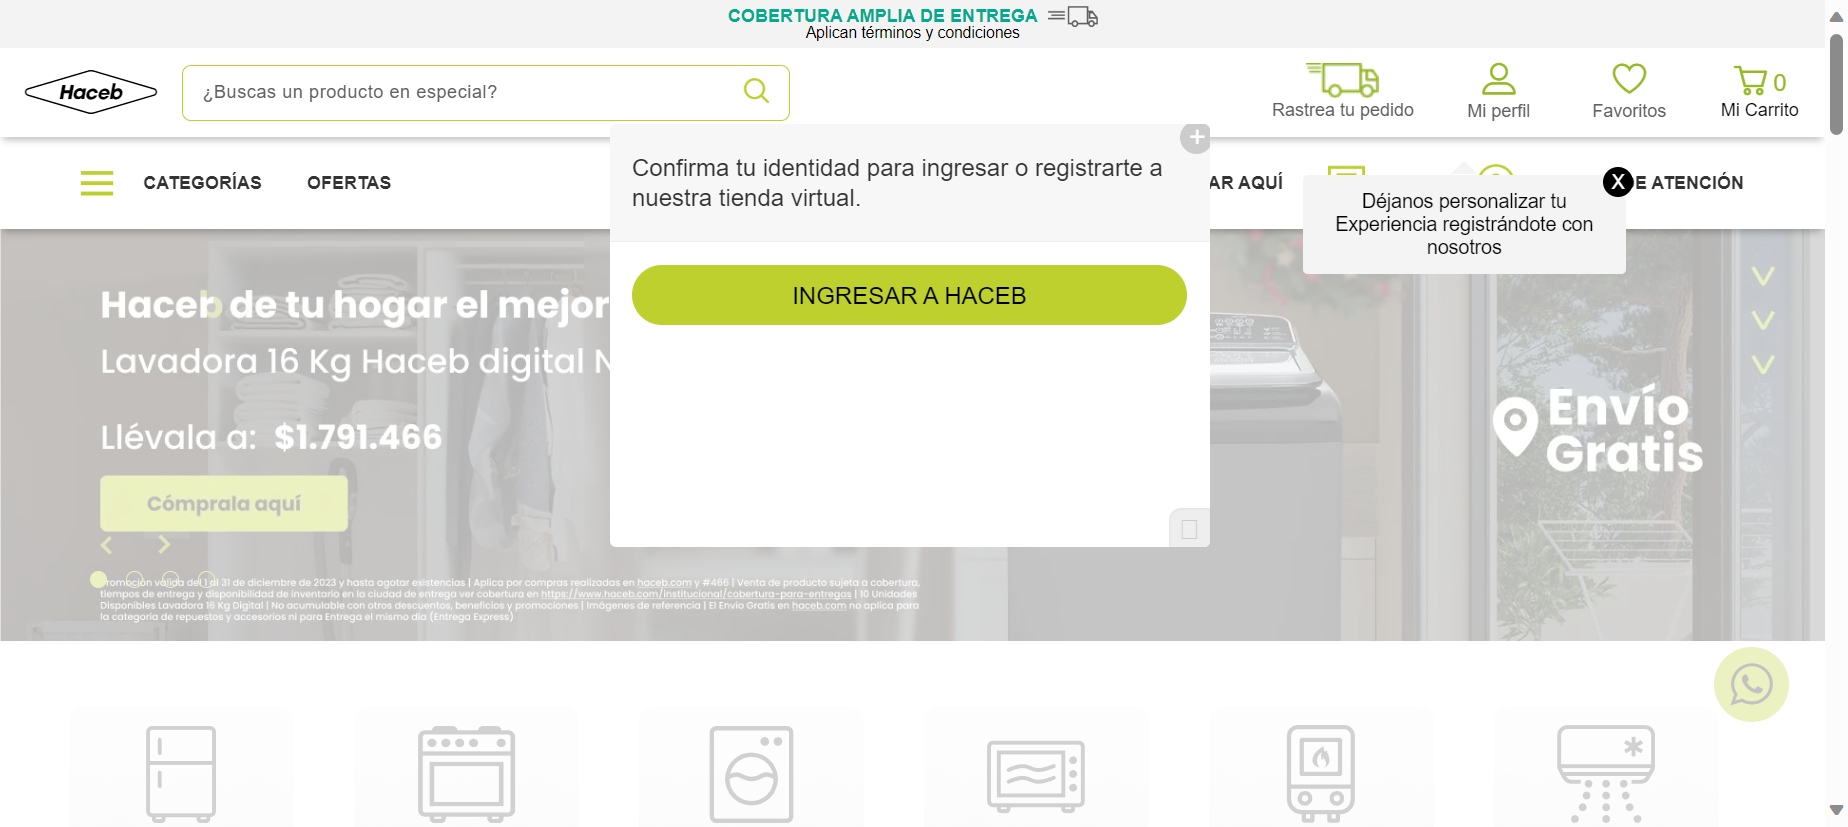 COBERTURA AMPLIA DE ENTREGA
Aplican términos y condiciones
Haceb
¿Buscas un producto en especial?
Rastrea tu pedido
Mi perfil
Favoritos
0
Mi Carrito
Confirma tu identidad para ingresar o registrarte a
nuestra tienda virtual.
INGRESAR A HACEB
CATEGORÍAS
OFERTAS
AR AQUÍ
E ATENCIÓN
X
Déjanos personalizar tu
Experiencia registrándote con
nosotros
Haceb de tu hogar el mejor
Lavadora 16 Kg Haceb digital
Llévala a: $1.791.466
Cómprala aquí
Envío
Gratis
Promoción válida del 1 al 31 de diciembre de 2023 y hasta agotar existencias | Aplica por compras realizadas en haceb.com y #466 | Venta de producto sujeta a cobertura,
tiempos de entrega y disponibilidad de inventario en la ciudad de entrega ver cobertura en https://www.haceb.com/institucional/cobertura-para-entregas | 10 Unidades
Disponibles Lavadora 16 Kg Digital | No acumulable con otros descuentos, beneficios y promociones | Imágenes de referencia | El Envío Gratis en haceb.com no aplica para
la categoría de repuestos y accesorios ni para Entrega el mismo día (Entrega Express)